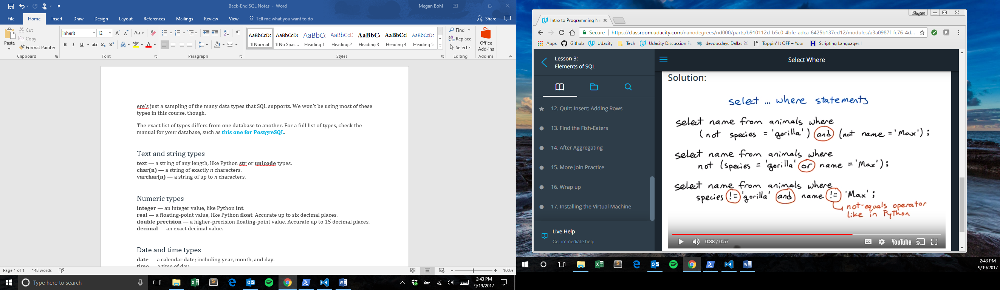 Back-End SQL Notes - Word
Megan Bohl
File Home Insert Draw Design Layout References Mailings Review View Tell me what you want to do
Share
Paste
Cut
Copy
Format Painter
Clipboard
inherit 12
Font
Paragraph
AaBbCcDc AaBbCcDc AaBbC( AaBbCcE AaBbC AaBbCcI AaBbCcDc
¶ Normal ¶ No Spac... Heading 1 Heading 2 Heading 3 Heading 4 Heading 5
Styles
Find
Replace
Select
Editing
Office
Add-ins
Add-ins
ere's just a sampling of the many data types that SQL supports. We won't be using most of these
types in this course, though.
The exact list of types differs from one database to another. For a full list of types, check the
manual for your database, such as this one for PostgreSQL.
Text and string types
text — a string of any length, like Python str or unicode types.
char(n) — a string of exactly n characters.
varchar(n) — a string of up to n characters.
Numeric types
integer — an integer value, like Python int.
real — a floating-point value, like Python float. Accurate up to six decimal places.
double precision — a higher-precision floating-point value. Accurate up to 15 decimal places.
decimal — an exact decimal value.
Date and time types
date — a calendar date; including year, month, and day.
time — a time of day.
Page 1 of 1 148 words
100%
Type here to search
2:43 PM
9/19/2017
Megan
Intro to Programming Na
Secure https://classroom.udacity.com/nanodegrees/nd000/parts/b910112d-b5c0-4bfe-adca-6425b137ed12/modules/a3a0987f-fc76-4d...
Apps Github Udacity Tech Udacity Discussion Fo devopsdays Dallas 20 Toppin' It OFF – Your Scripting Languages
Lesson 3:
Elements of SQL
Select Where
12. Quiz: Insert: Adding Rows
13. Find the Fish-Eaters
14. After Aggregating
15. More Join Practice
16. Wrap up
17. Installing the Virtual Machine
Live Help
Get immediate help
Solution:
select ... where statements
select name from animals where
(not species = 'gorilla') and (not name = 'Max');
select name from animals where
not (species = 'gorilla' or name = 'Max');
select name from animals where
species != 'gorilla' and name != 'Max';
not-equals operator
like in Python
0:38 / 0:57
CC
YouTube
2:43 PM
9/19/2017